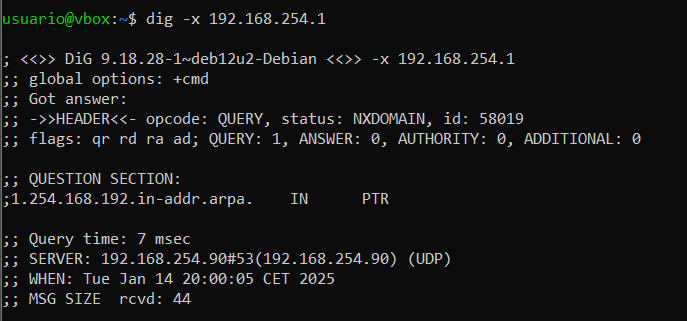 usuario@vbox:~$ dig -x 192.168.254.1
; <<>> DiG 9.18.28-1~deb12u2-Debian <<>> -x 192.168.254.1
;; global options: +cmd
;; Got answer:
;; ->>HEADER<<- opcode: QUERY, status: NXDOMAIN, id: 58019
;; flags: qr rd ra ad; QUERY: 1, ANSWER: 0, AUTHORITY: 0, ADDITIONAL: 0
;; QUESTION SECTION:
;1.254.168.192.in-addr.arpa. IN PTR
;; Query time: 7 msec
;; SERVER: 192.168.254.90#53(192.168.254.90) (UDP)
;; WHEN: Tue Jan 14 20:00:05 CET 2025
;; MSG SIZE rcvd: 44